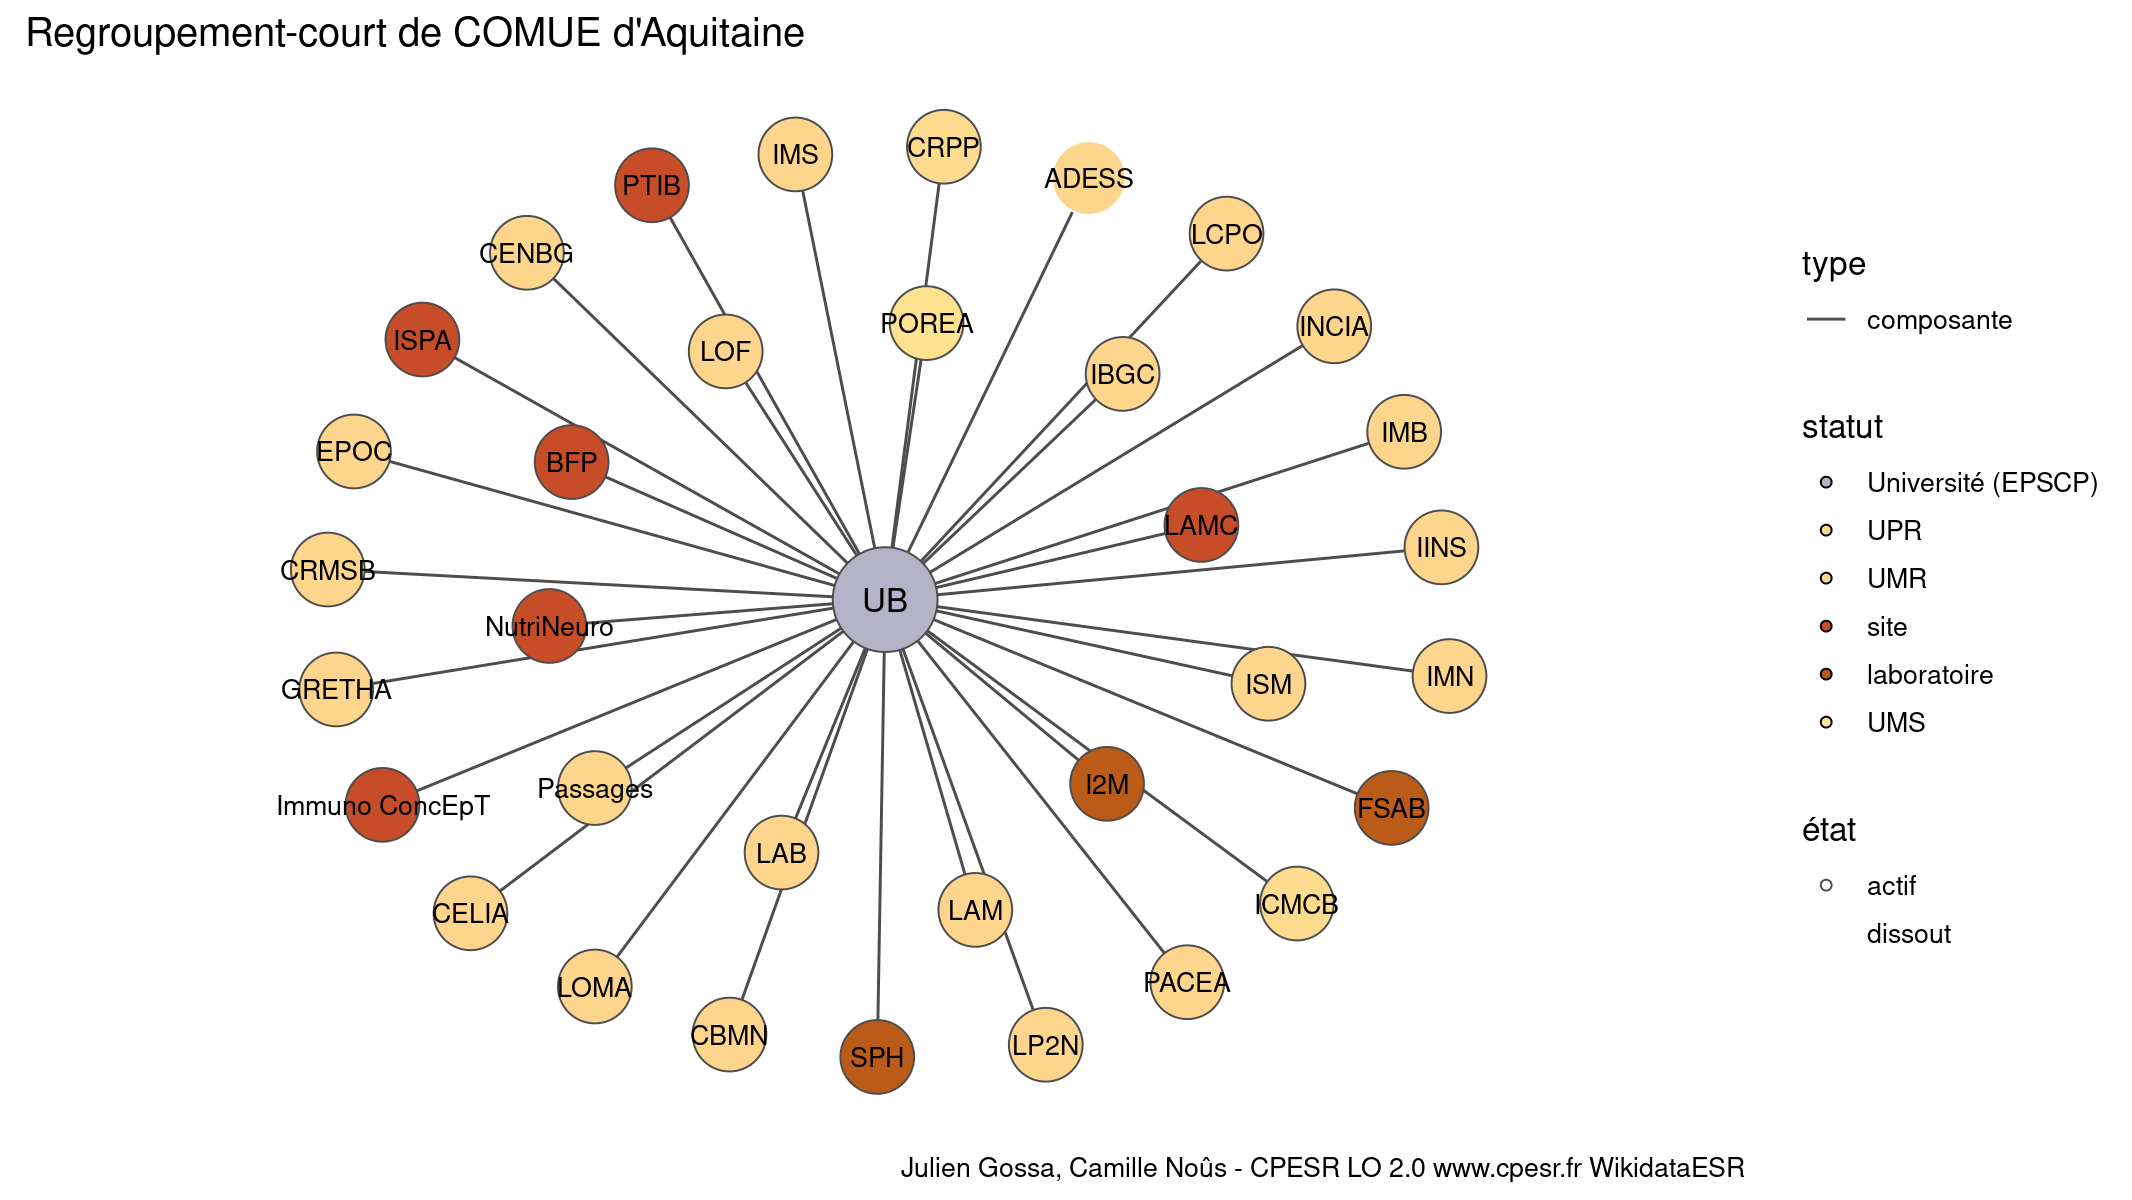 Regroupement-court de COMUE d'Aquitaine
IMS
CRPP
ADESS
PTIB
LCPO
CENBG
POREA
INCIA
ISPA
LOF
IBGC
EPOC
BFP
IMB
LAMC
IINS
CRMSB
UB
NutriNeuro
GRETHA
ISM
IMN
Passages
I2M
Immuno ConcEpT
FSAB
LAB
CELIA
LAM
ICMCB
LOMA
PACEA
CBMN
SPH
LP2N
type
composante
statut
Université (EPSCP)
UPR
UMR
site
laboratoire
UMS
état
actif
dissout
Julien Gossa, Camille Noûs - CPESR LO 2.0 www.cpesr.fr WikidataESR